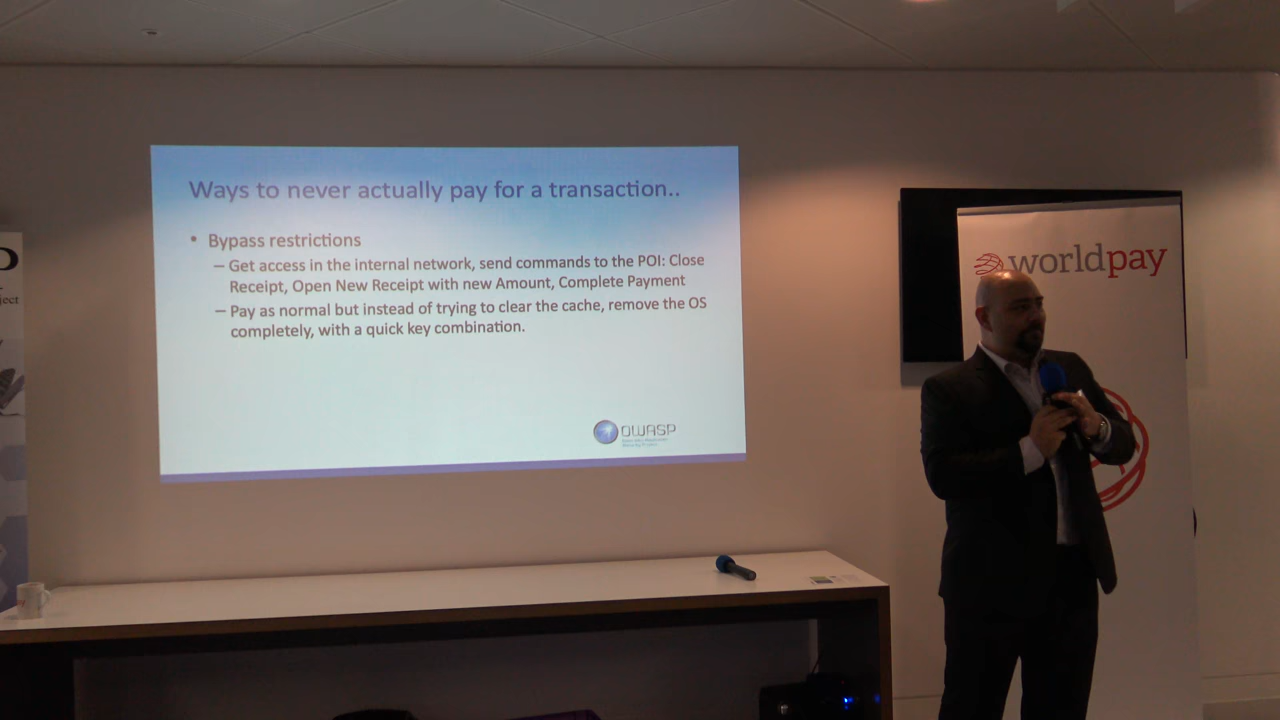 Ways to never actually pay for a transaction..
• Bypass restrictions
– Get access in the internal network, send commands to the POI: Close
Receipt, Open New Receipt with new Amount, Complete Payment
– Pay as normal but instead of trying to clear the cache, remove the OS
completely, with a quick key combination.
OWASP
worldpay
ject